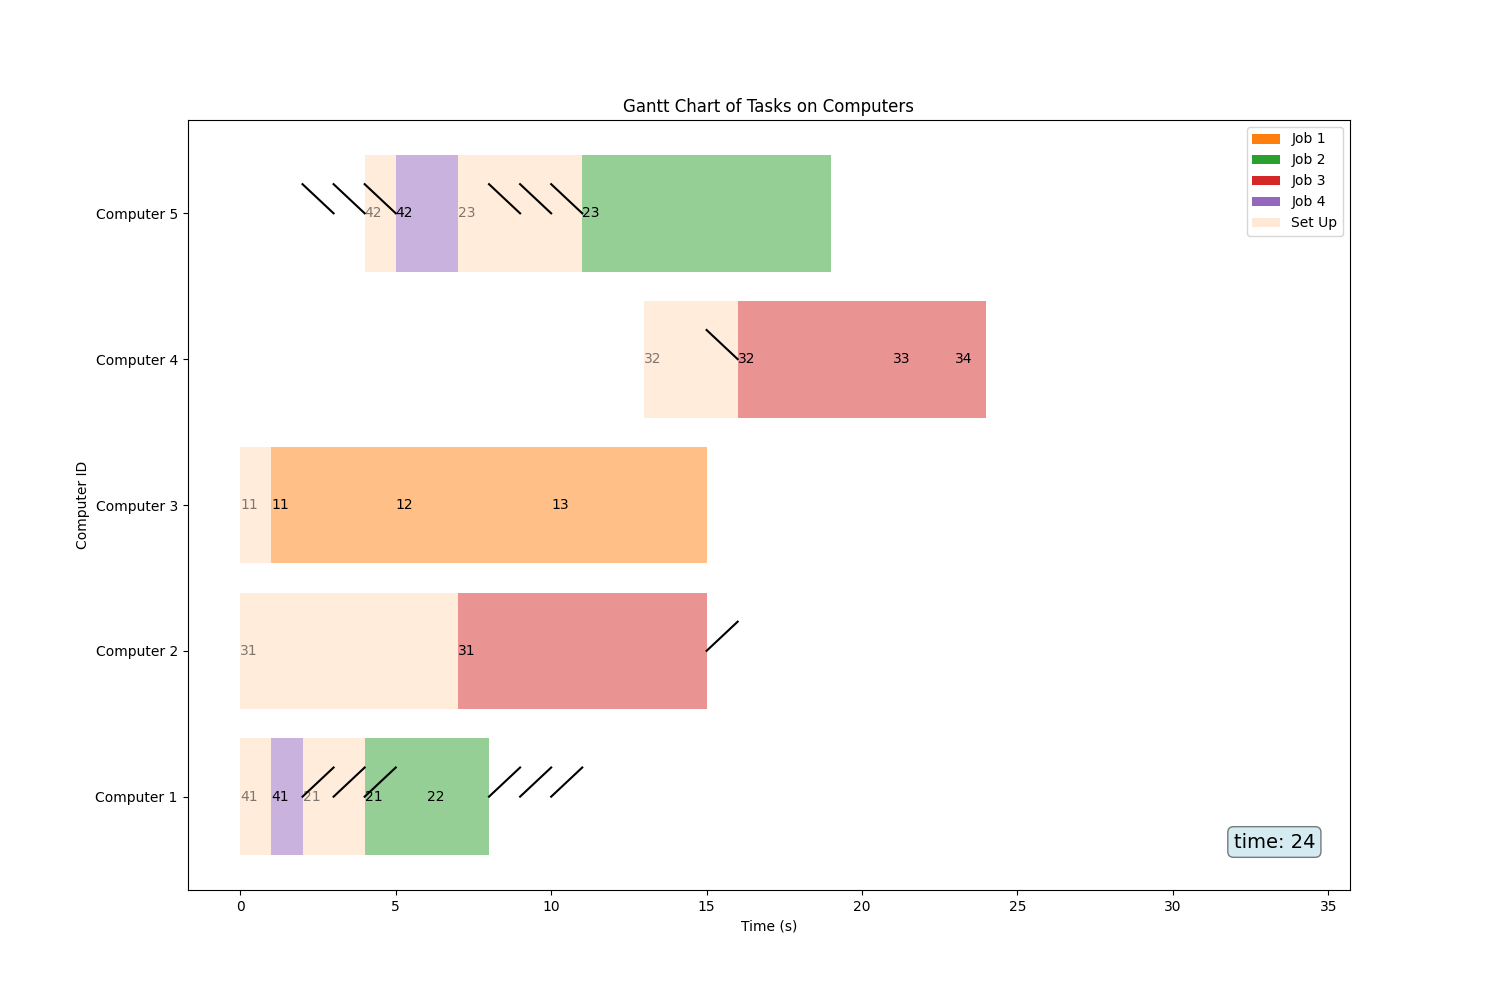 Gantt Chart of Tasks on Computers
Job 1
Job 2
Job 3
Job 4
Set Up
Computer 5
42
42
23
23
Computer 4
32
32
33
34
Computer 3
11
11
12
13
Computer 2
31
31
Computer 1
41
41
21
21
22
time: 24
Computer ID
0 5 10 15 20 25 30 35
Time (s)